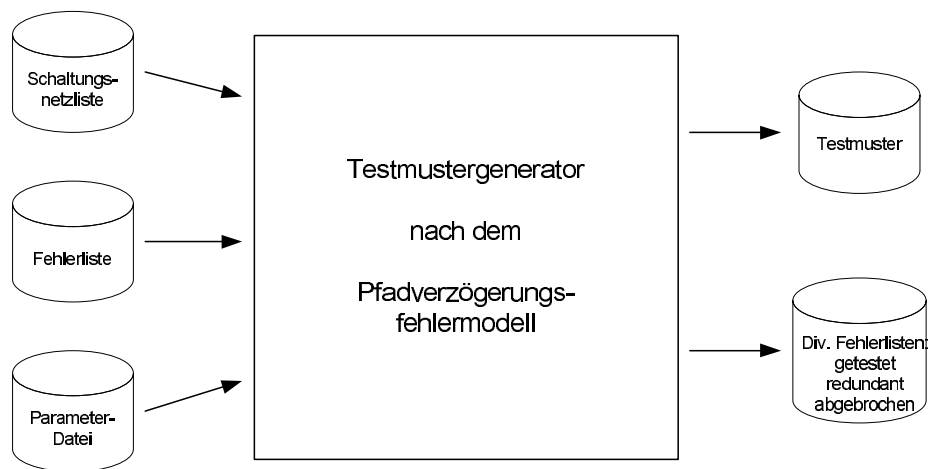 Schaltungs-
netzliste
Fehlerliste
Parameter-
Datei
Testmustergenerator
nach dem
Pfadverzögerungs-
fehlermodell
Testmuster
Div. Fehlerlisten:
getestet
redundant
abgebrochen